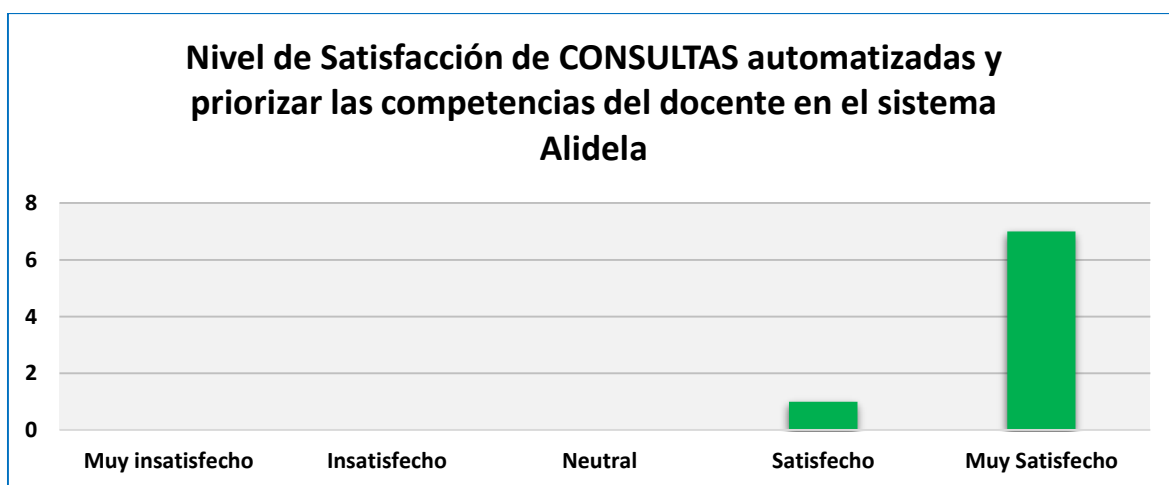 Nivel de Satisfacción de CONSULTAS automatizadas y
priorizar las competencias del docente en el sistema
Alidela
8
6
4
2
0
Muy insatisfecho Insatisfecho Neutral Satisfecho Muy Satisfecho